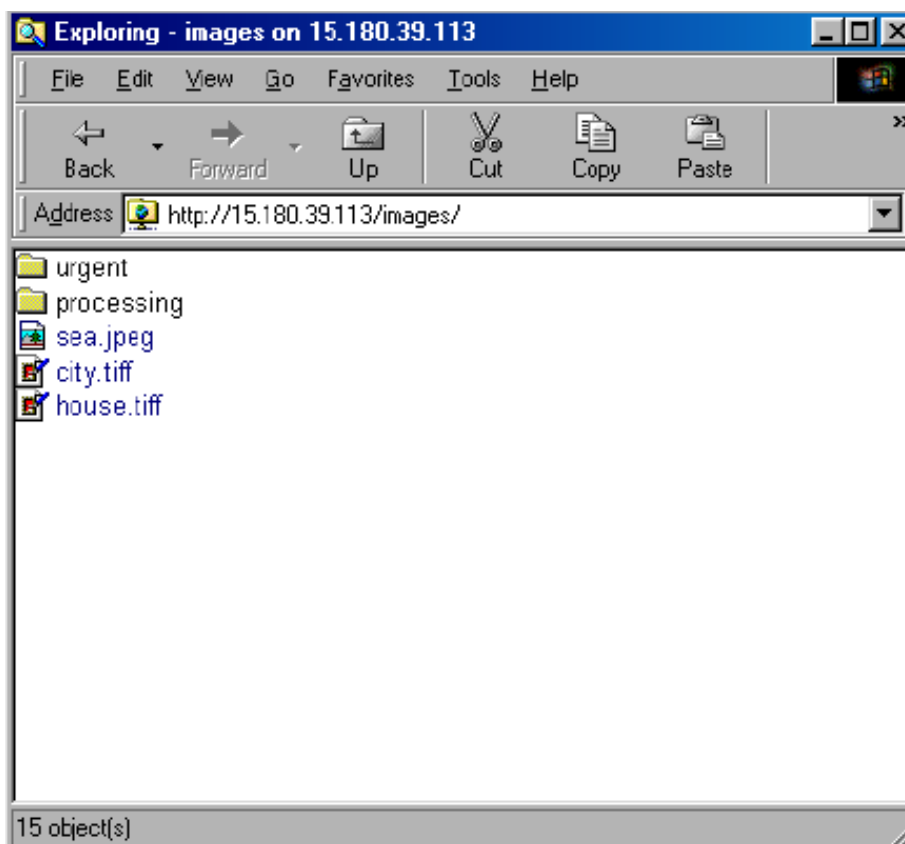 Exploring - images on 15.180.39.113
File Edit View Go Favorites Tools Help
Back Forward Up Cut Copy Paste
Address http://15.180.39.113/images/
urgent
processing
sea.jpeg
city.tiff
house.tiff
15 object(s)